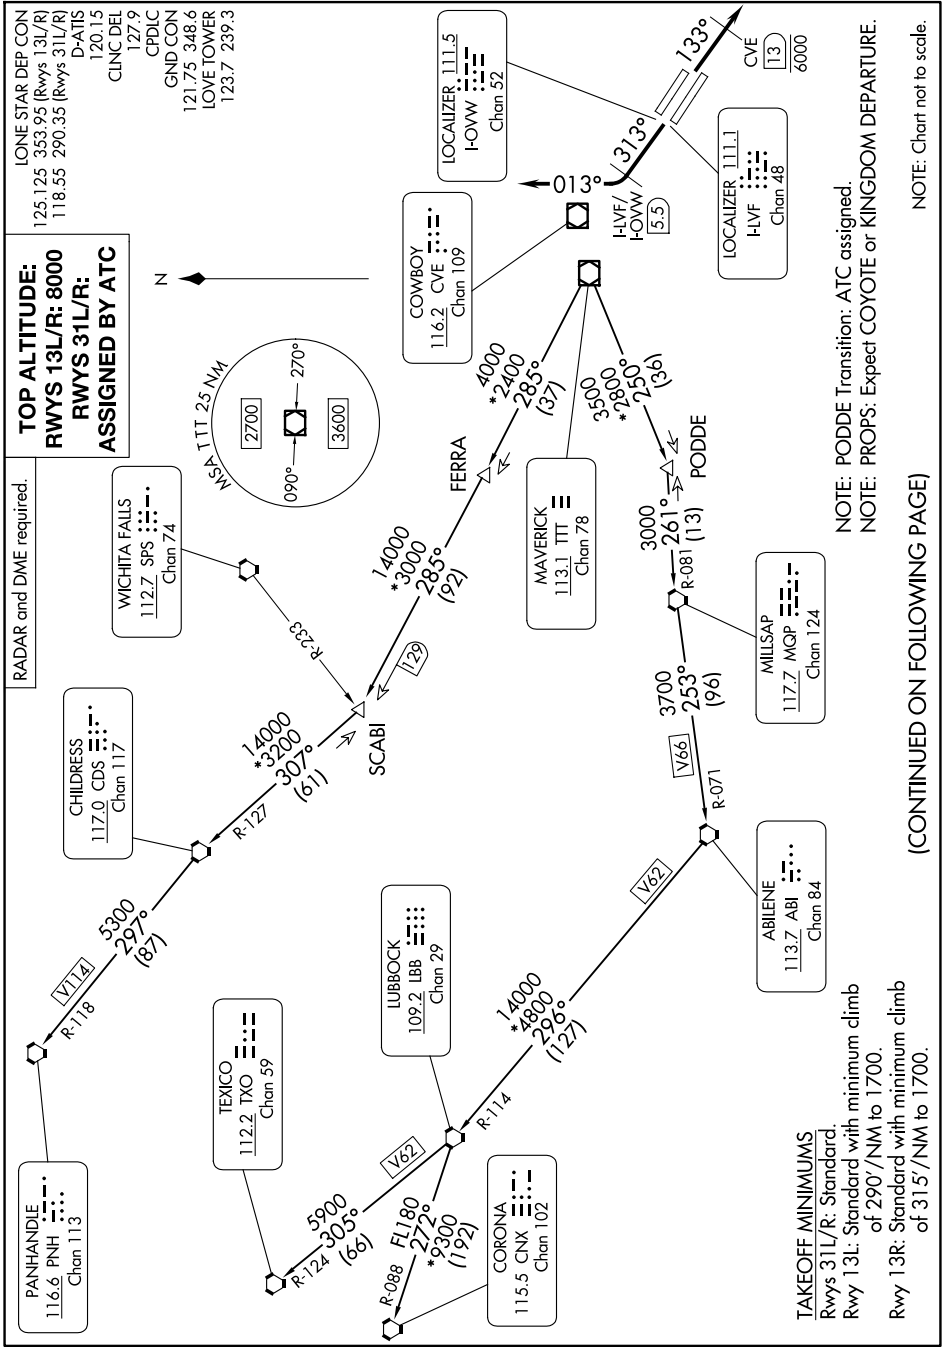 RADAR and DME required.
TOP ALTITUDE:
RWYS 13L/R: 8000
RWYS 31L/R:
ASSIGNED BY ATC
LONE STAR DEP CON
125.125 353.95 (Rwys 13L/R)
118.55 290.35 (Rwys 31L/R)
D-ATIS
120.15
CLNC DEL
127.9
CPDLC
GND CON
121.75 348.6
LOVE TOWER
123.7 239.3
PANHANDLE
116.6 PNH
Chan 113
R-118
V114
5300
297°
(87)
CHILDRESS
117.0 CDS
Chan 117
R-127
14000
*3200
307°
(61)
WICHITA FALLS
112.7 SPS
Chan 74
R-233
SCABI
129
14000
*3000
285°
(92)
FERRA
4000
*2400
285°
(37)
MSA TTT 25 NM
2700
090°
270°
3600
N
COWBOY
116.2 CVE
Chan 109
LOCALIZER 111.5
I-OVW
Chan 52
013°
313°
133°
CVE
13
6000
I-LVF/
I-OVW
5.5
LOCALIZER 111.1
I-LVF
Chan 48
MAVERICK
113.1 TTT
Chan 78
3500
*2800
250°
(36)
PODDE
3000
261°
(13)
R-081
MILLSAP
117.7 MQP
Chan 124
3700
253°
(96)
V66
R-071
ABILENE
113.7 ABI
Chan 84
V62
14000
*4800
296°
(127)
R-114
LUBBOCK
109.2 LBB
Chan 29
V62
5900
305°
(66)
R-124
TEXICO
112.2 TXO
Chan 59
FL180
272°
*9300
(192)
R-088
CORONA
115.5 CNX
Chan 102
TAKEOFF MINIMUMS
Rwys 31L/R: Standard.
Rwy 13L: Standard with minimum climb
of 290'/NM to 1700.
Rwy 13R: Standard with minimum climb
of 315'/NM to 1700.
NOTE: PODDE Transition: ATC assigned.
NOTE: PROPS: Expect COYOTE or KINGDOM DEPARTURE.
(CONTINUED ON FOLLOWING PAGE)
NOTE: Chart not to scale.